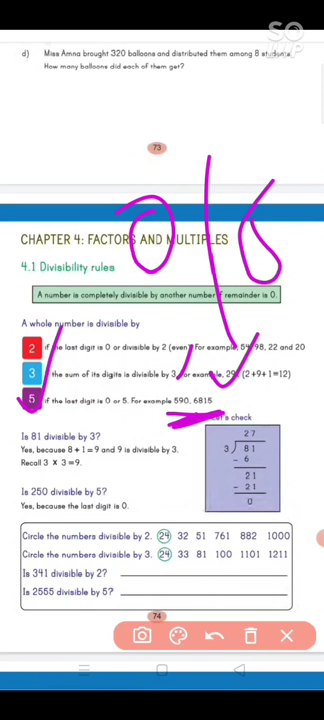 d) Miss Amna brought 320 balloons and distributed them among 8 students.
How many balloons did each of them get?
73
CHAPTER 4: FACTORS AND MULTIPLES
4.1 Divisibility rules
A number is completely divisible by another number if remainder is 0.
A whole number is divisible by
2 if the last digit is 0 or divisible by 2 (even). For example, 54, 98, 22 and 20
3 if the sum of its digits is divisible by 3, For example, (2+9+1=12)
5 if the last digit is 0 or 5. For example 590, 6815
Let's check
Is 81 divisible by 3?
Yes, because 8 + 1 = 9 and 9 is divisible by 3.
Recall 3 x 3 = 9.
27
3 81
- 6
21
- 21
0
Is 250 divisible by 5?
Yes, because the last digit is 0.
Circle the numbers divisible by 2. 24 32 51 761 882 1000
Circle the numbers divisible by 3. 24 33 81 100 1101 1211
Is 341 divisible by 2?
Is 2555 divisible by 5?
74